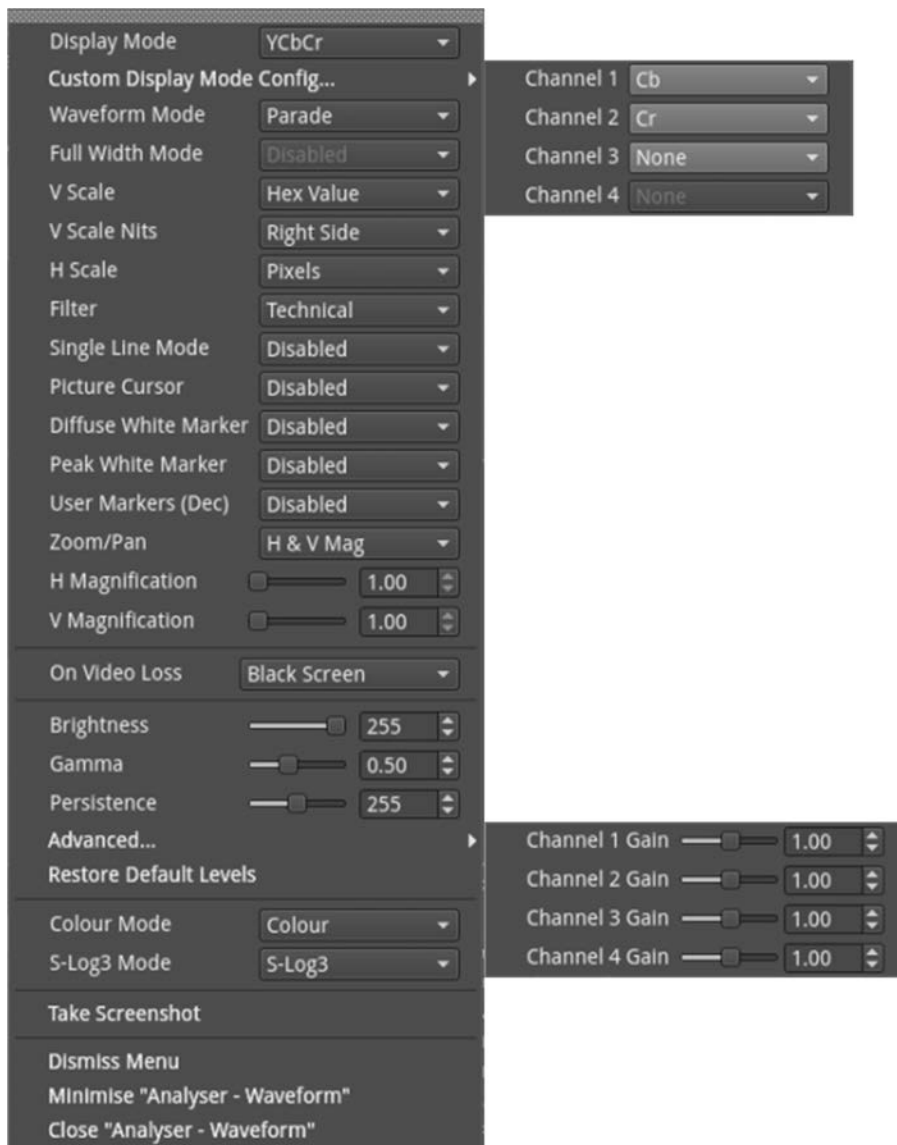 Display Mode YCbCr
Custom Display Mode Config...
Channel 1 Cb
Waveform Mode Parade
Channel 2 Cr
Full Width Mode Disabled
Channel 3 None
V Scale Hex Value
Channel 4 None
V Scale Nits Right Side
H Scale Pixels
Filter Technical
Single Line Mode Disabled
Picture Cursor Disabled
Diffuse White Marker Disabled
Peak White Marker Disabled
User Markers (Dec) Disabled
Zoom/Pan H & V Mag
H Magnification 1.00
V Magnification 1.00
On Video Loss Black Screen
Brightness 255
Gamma 0.50
Persistence 255
Advanced...
Channel 1 Gain 1.00
Restore Default Levels
Channel 2 Gain 1.00
Channel 3 Gain 1.00
Colour Mode Colour
Channel 4 Gain 1.00
S-Log3 Mode S-Log3
Take Screenshot
Dismiss Menu
Minimise "Analyser - Waveform"
Close "Analyser - Waveform"